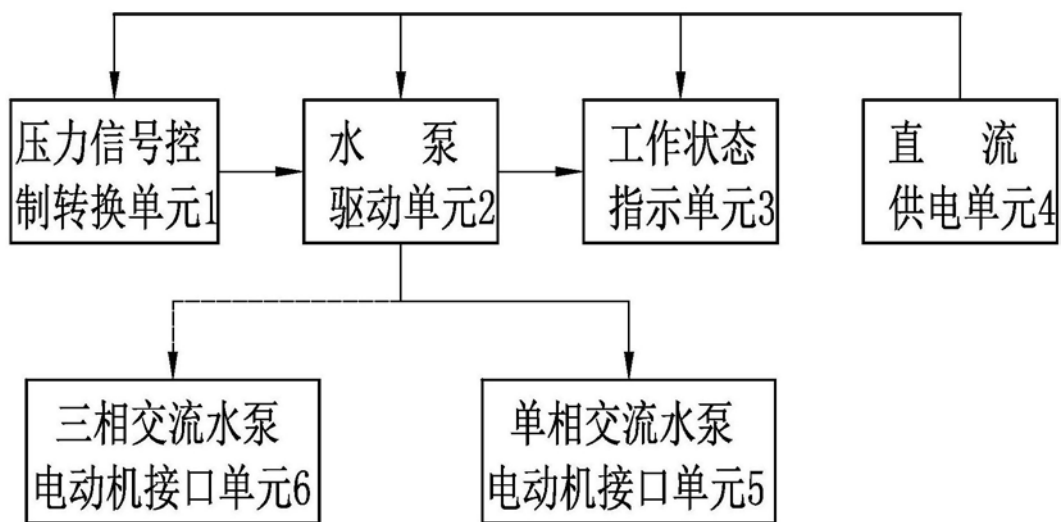 压力信号控
制转换单元1
水 泵
驱动单元2
工作状态
指示单元3
直 流
供电单元4
三相交流水泵
电动机接口单元6
单相交流水泵
电动机接口单元5